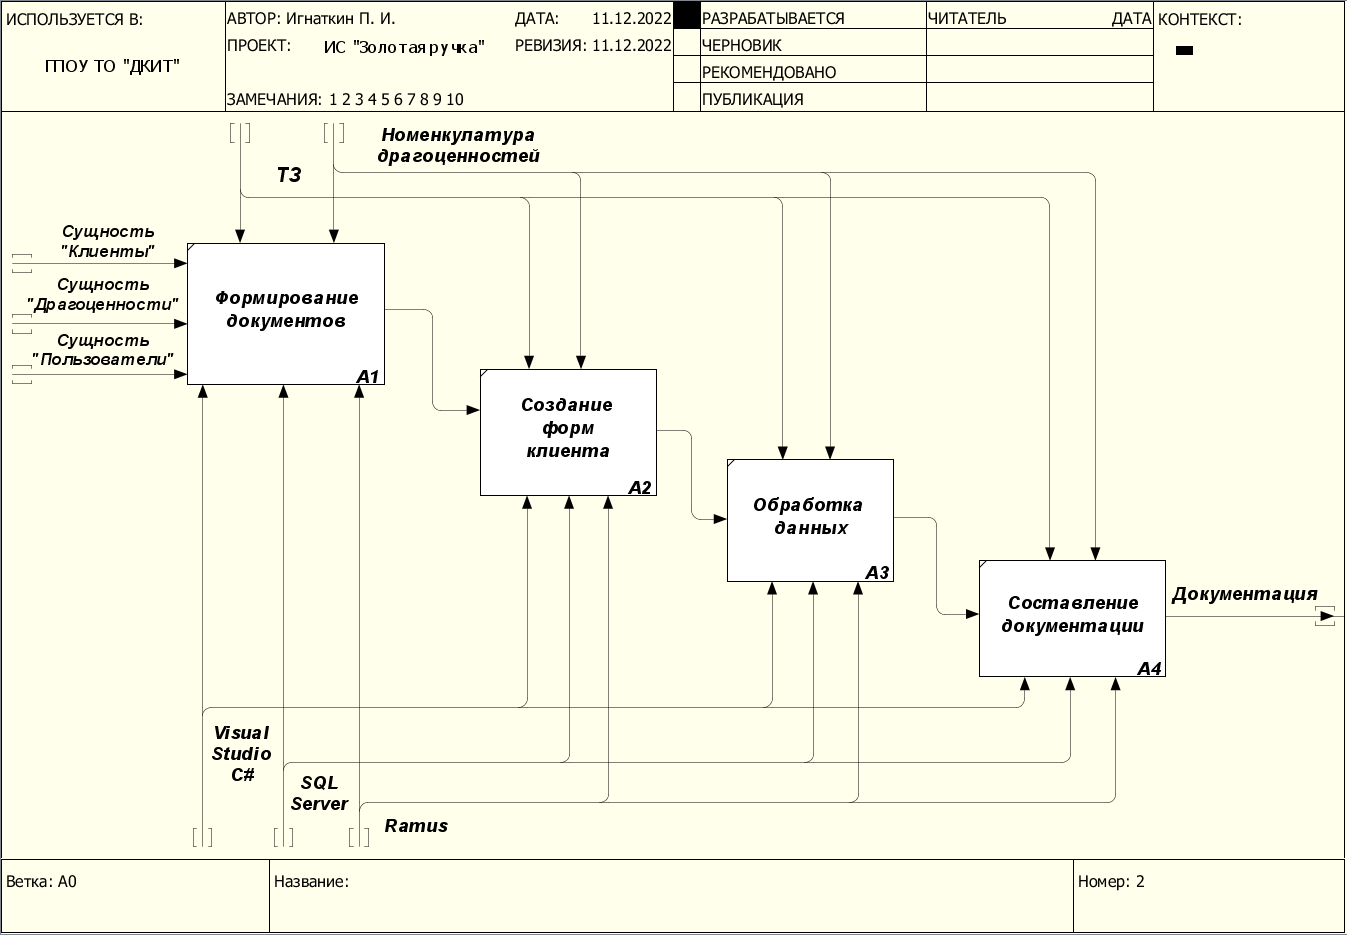 ИСПОЛЬЗУЕТСЯ В:
ГПОУ ТО "ДКИТ"
АВТОР: Игнаткин П. И.
ДАТА: 11.12.2022
ПРОЕКТ: ИС "Золотая ручка"
РЕВИЗИЯ: 11.12.2022
ЗАМЕЧАНИЯ: 1 2 3 4 5 6 7 8 9 10
РАЗРАБАТЫВАЕТСЯ
ЧЕРНОВИК
РЕКОМЕНДОВАНО
ПУБЛИКАЦИЯ
ЧИТАТЕЛЬ ДАТА
КОНТЕКСТ:
Номенкулатура
драгоценностей
ТЗ
Сущность
"Клиенты"
Сущность
"Драгоценности"
Сущность
"Пользователи"
Формирование
документов
A1
Создание
форм
клиента
A2
Обработка
данных
A3
Составление
документации
A4
Документация
Visual
Studio
C#
SQL
Server
Ramus
Ветка: A0
Название:
Номер: 2